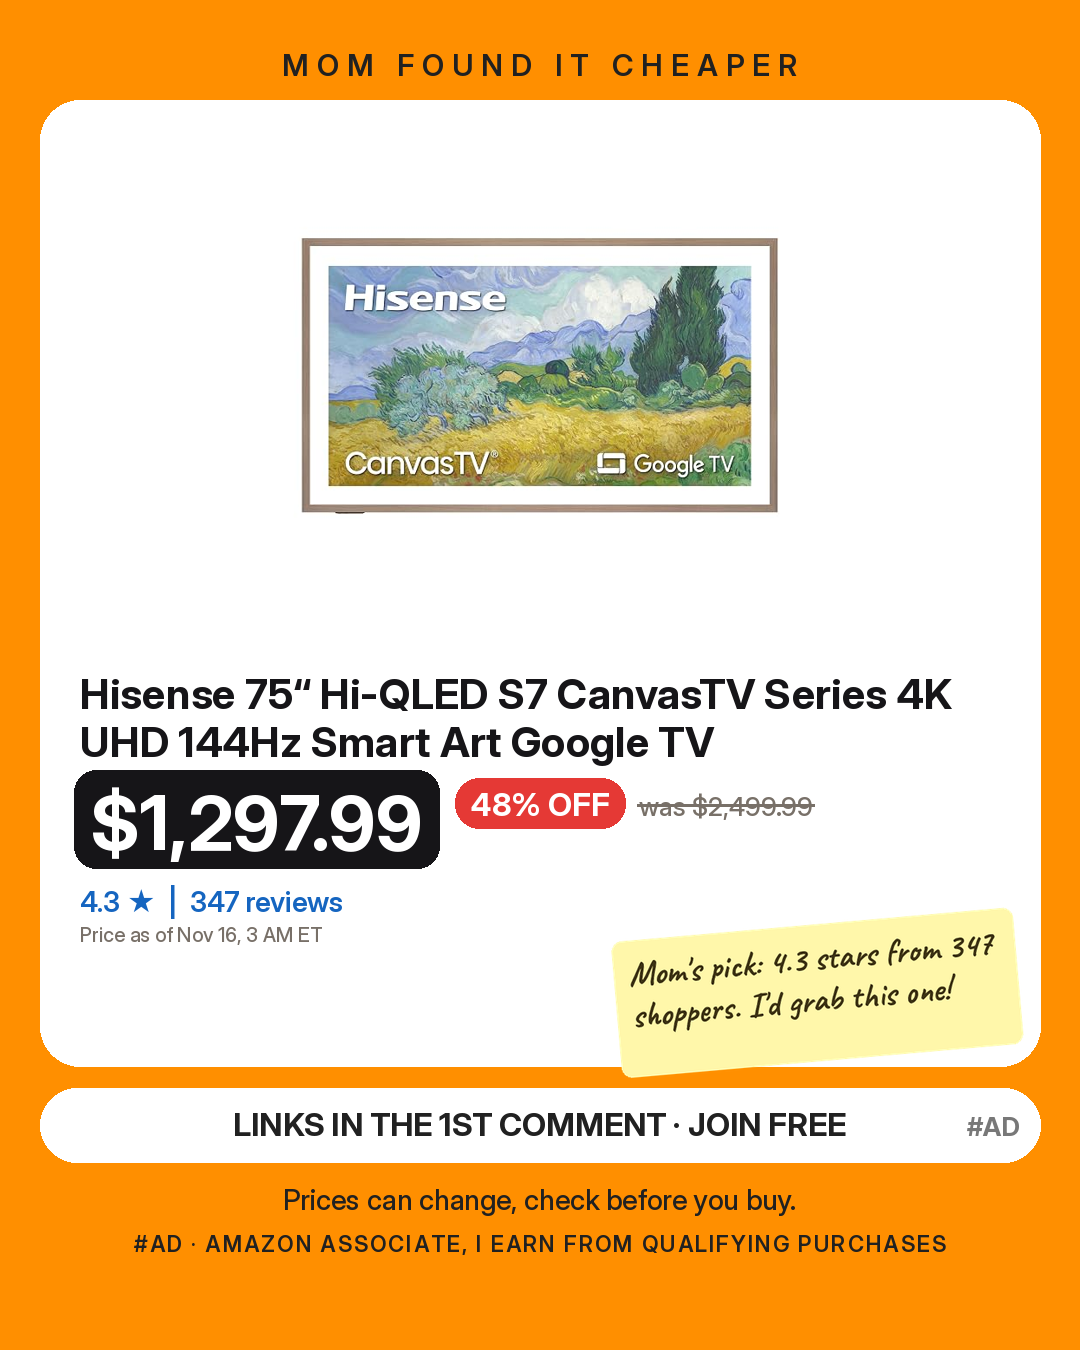 MOM FOUND IT CHEAPER
Hisense
CanvasTV®
Google TV
Hisense 75“ Hi-QLED S7 CanvasTV Series 4K
UHD 144Hz Smart Art Google TV
$1,297.99
48% OFF
was $2,499.99
4.3 ★ | 347 reviews
Price as of Nov 16, 3 AM ET
Mom's pick: 4.3 stars from 347
shoppers. I'd grab this one!
LINKS IN THE 1ST COMMENT · JOIN FREE
#AD
Prices can change, check before you buy.
#AD · AMAZON ASSOCIATE, I EARN FROM QUALIFYING PURCHASES